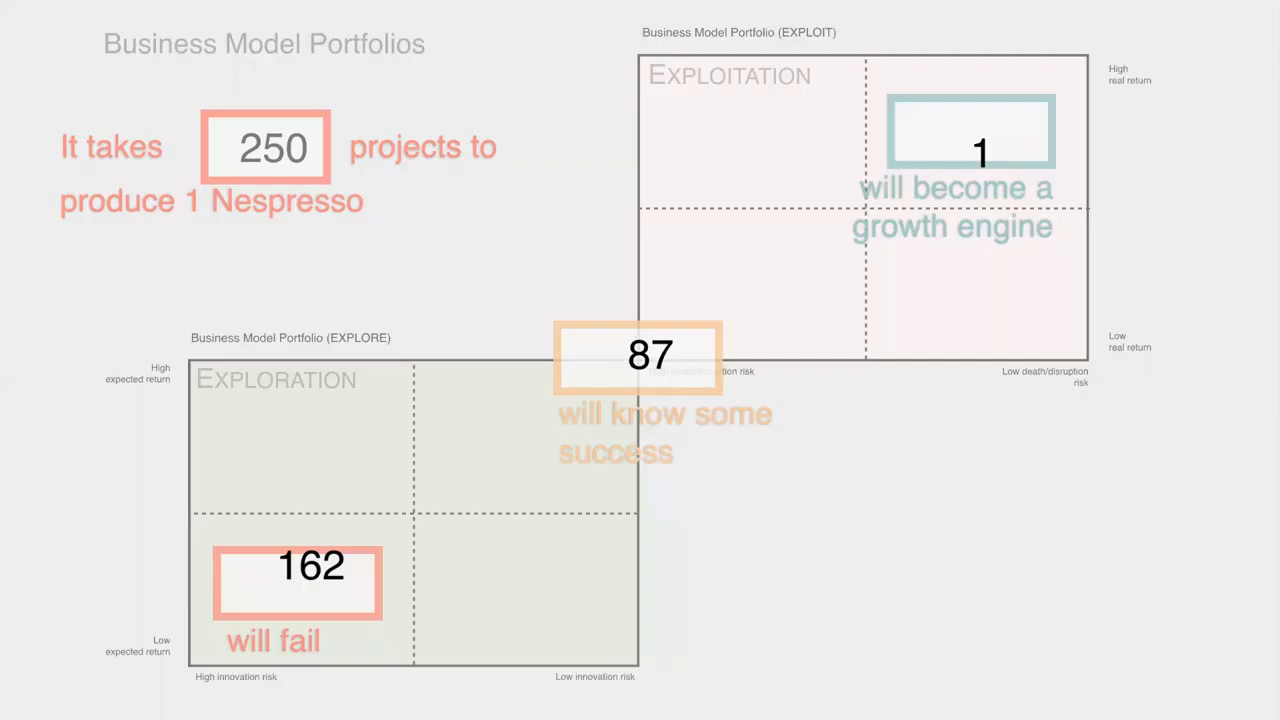 Business Model Portfolios
It takes 250 projects to
produce 1 Nespresso
Business Model Portfolio (EXPLOIT)
EXPLOITATION
High
real return
1
will become a
growth engine
Low
real return
Low death/disruption
risk
Business Model Portfolio (EXPLORE)
High
expected return
EXPLORATION
87
risk
will know some
success
162
will fail
Low
expected return
High innovation risk
Low innovation risk